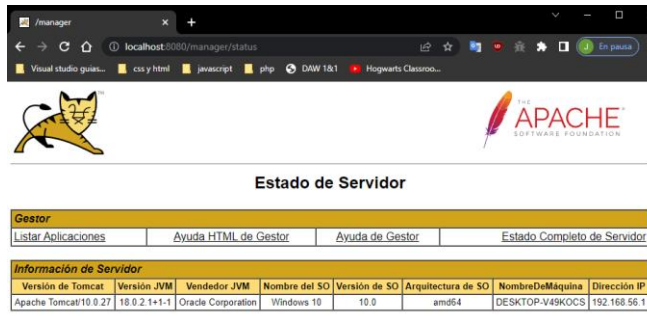 /manager
localhost:8080/manager/status
J En pausa
Visual studio guias... css y html javascript php DAW 1&1 Hogwarts Classroo...
TM
THE
APACHE
SOFTWARE FOUNDATION
Estado de Servidor
Gestor
Listar Aplicaciones Ayuda HTML de Gestor Ayuda de Gestor Estado Completo de Servidor
Información de Servidor
Versión de Tomcat Versión JVM Vendedor JVM Nombre del SO Versión de SO Arquitectura de SO NombreDeMáquina Dirección IP
Apache Tomcat/10.0.27 18.0.2.1+1-1 Oracle Corporation Windows 10 10.0 amd64 DESKTOP-V49KOCS 192.168.56.1